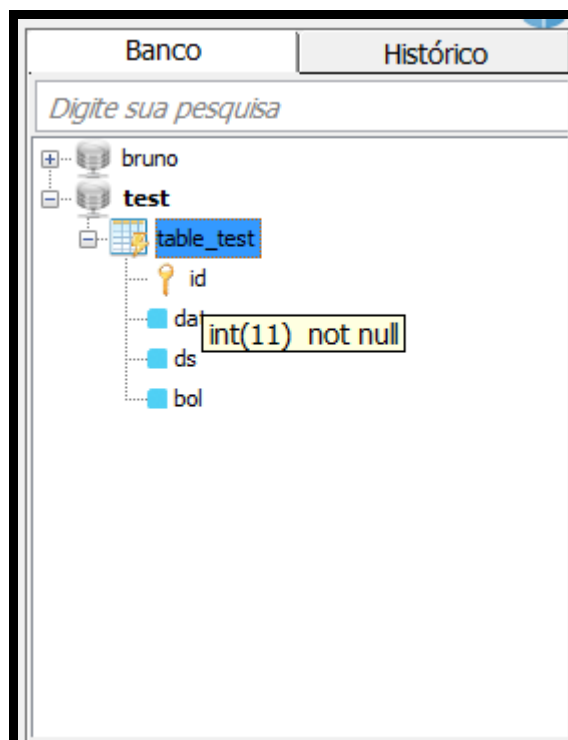 Banco
Histórico
Digite sua pesquisa
bruno
test
table_test
id
int(11) not null
ds
bol